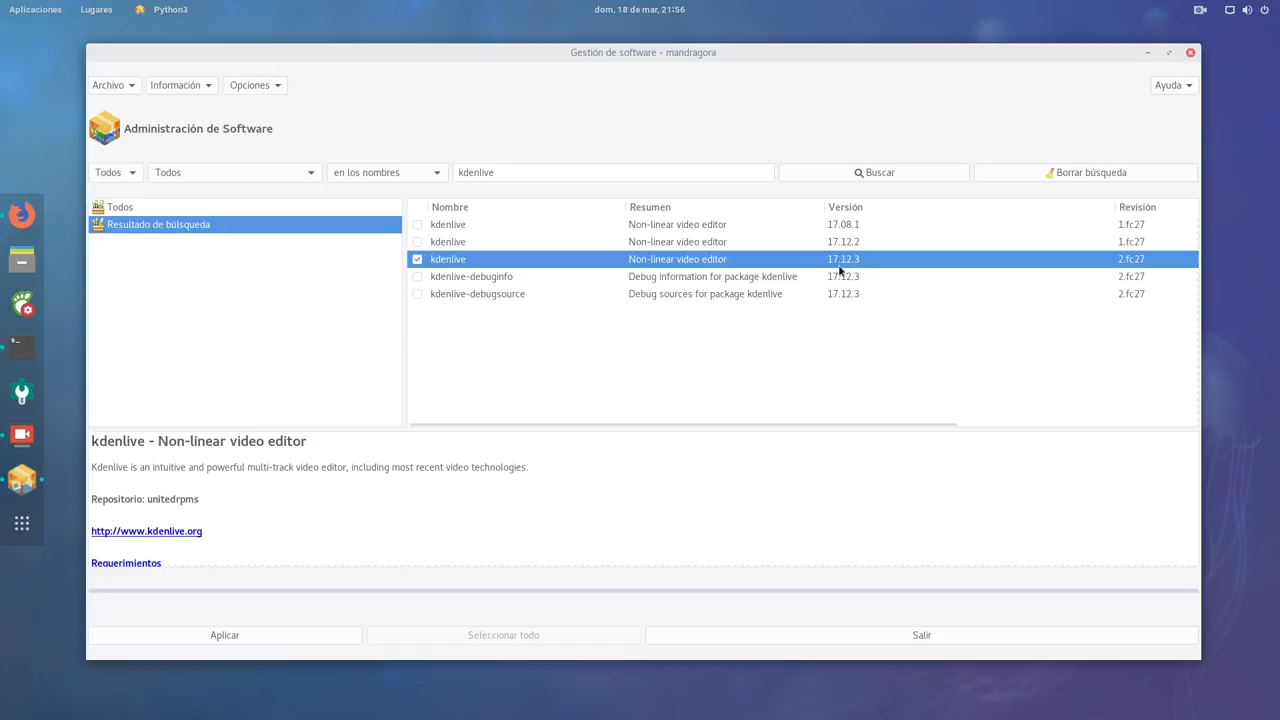 Aplicaciones Lugares Python3 dom, 18 de mar, 21:56
Gestión de software - mandragora
Archivo Información Opciones Ayuda
Administración de Software
Todos Todos en los nombres kdenlive Buscar Borrar búsqueda
Todos
Resultado de búlsqueda
Nombre Resumen Versión Revisión
kdenlive Non-linear video editor 17.08.1 1.fc27
kdenlive Non-linear video editor 17.12.2 1.fc27
kdenlive Non-linear video editor 17.12.3 2.fc27
kdenlive-debuginfo Debug information for package kdenlive 17.12.3 2.fc27
kdenlive-debugsource Debug sources for package kdenlive 17.12.3 2.fc27
kdenlive - Non-linear video editor
Kdenlive is an intuitive and powerful multi-track video editor, including most recent video technologies.
Repositorio: unitedrpms
http://www.kdenlive.org
Requerimientos
Aplicar Seleccionar todo Salir